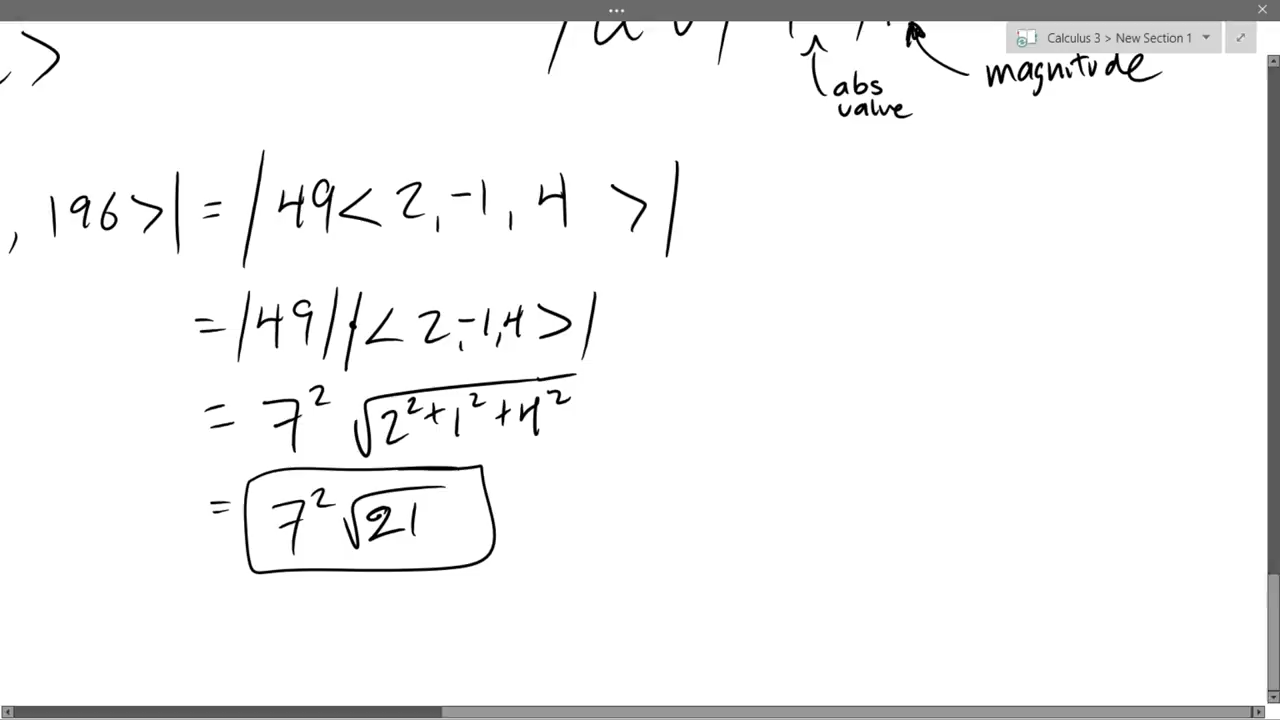 Calculus 3 > New Section 1
>
magnitude
abs
value
, 196>| = |49<2,-1,4 >|
= |49||<2,-1,4>|
= 7² √2²+1²+4²
= 7² √21